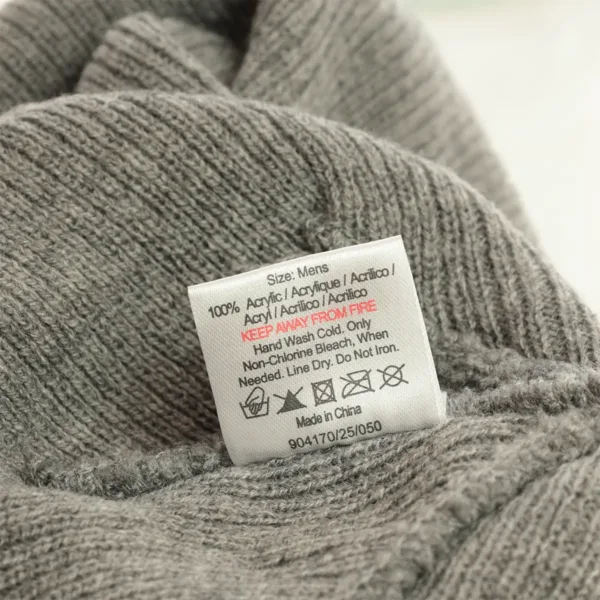 Size: Mens
100% Acrylic / Acrylique / Acrilico /
Acryl / Acrilico / Acrilico
KEEP AWAY FROM FIRE
Hand Wash Cold. Only
Non-Chlorine Bleach, When
Needed. Line Dry. Do Not Iron.
Made in China
904170/25/050